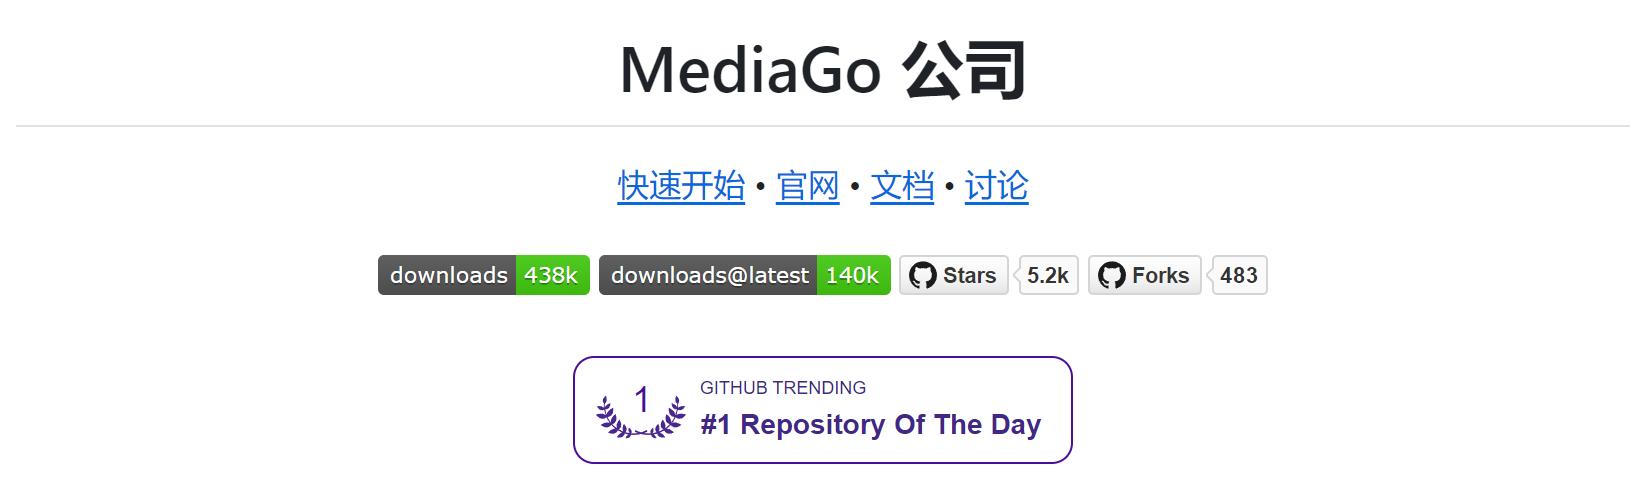 MediaGo 公司
快速开始 • 官网 • 文档 • 讨论
downloads 438k downloads@latest 140k Stars 5.2k Forks 483
1
GITHUB TRENDING
#1 Repository Of The Day